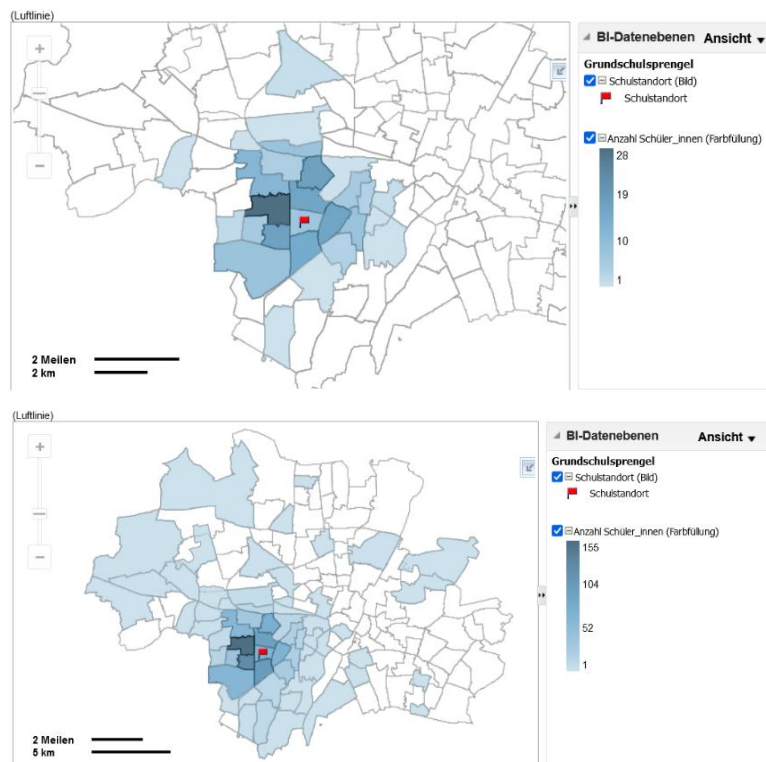 (Luftlinie)
BI-Datenebenen Ansicht
Grundschulsprengel
Schulstandort (Bild)
Schulstandort
Anzahl Schüler_innen (Farbfüllung)
28
19
10
1
2 Meilen
2 km
(Luftlinie)
BI-Datenebenen Ansicht
Grundschulsprengel
Schulstandort (Bild)
Schulstandort
Anzahl Schüler_innen (Farbfüllung)
155
104
52
1
2 Meilen
5 km